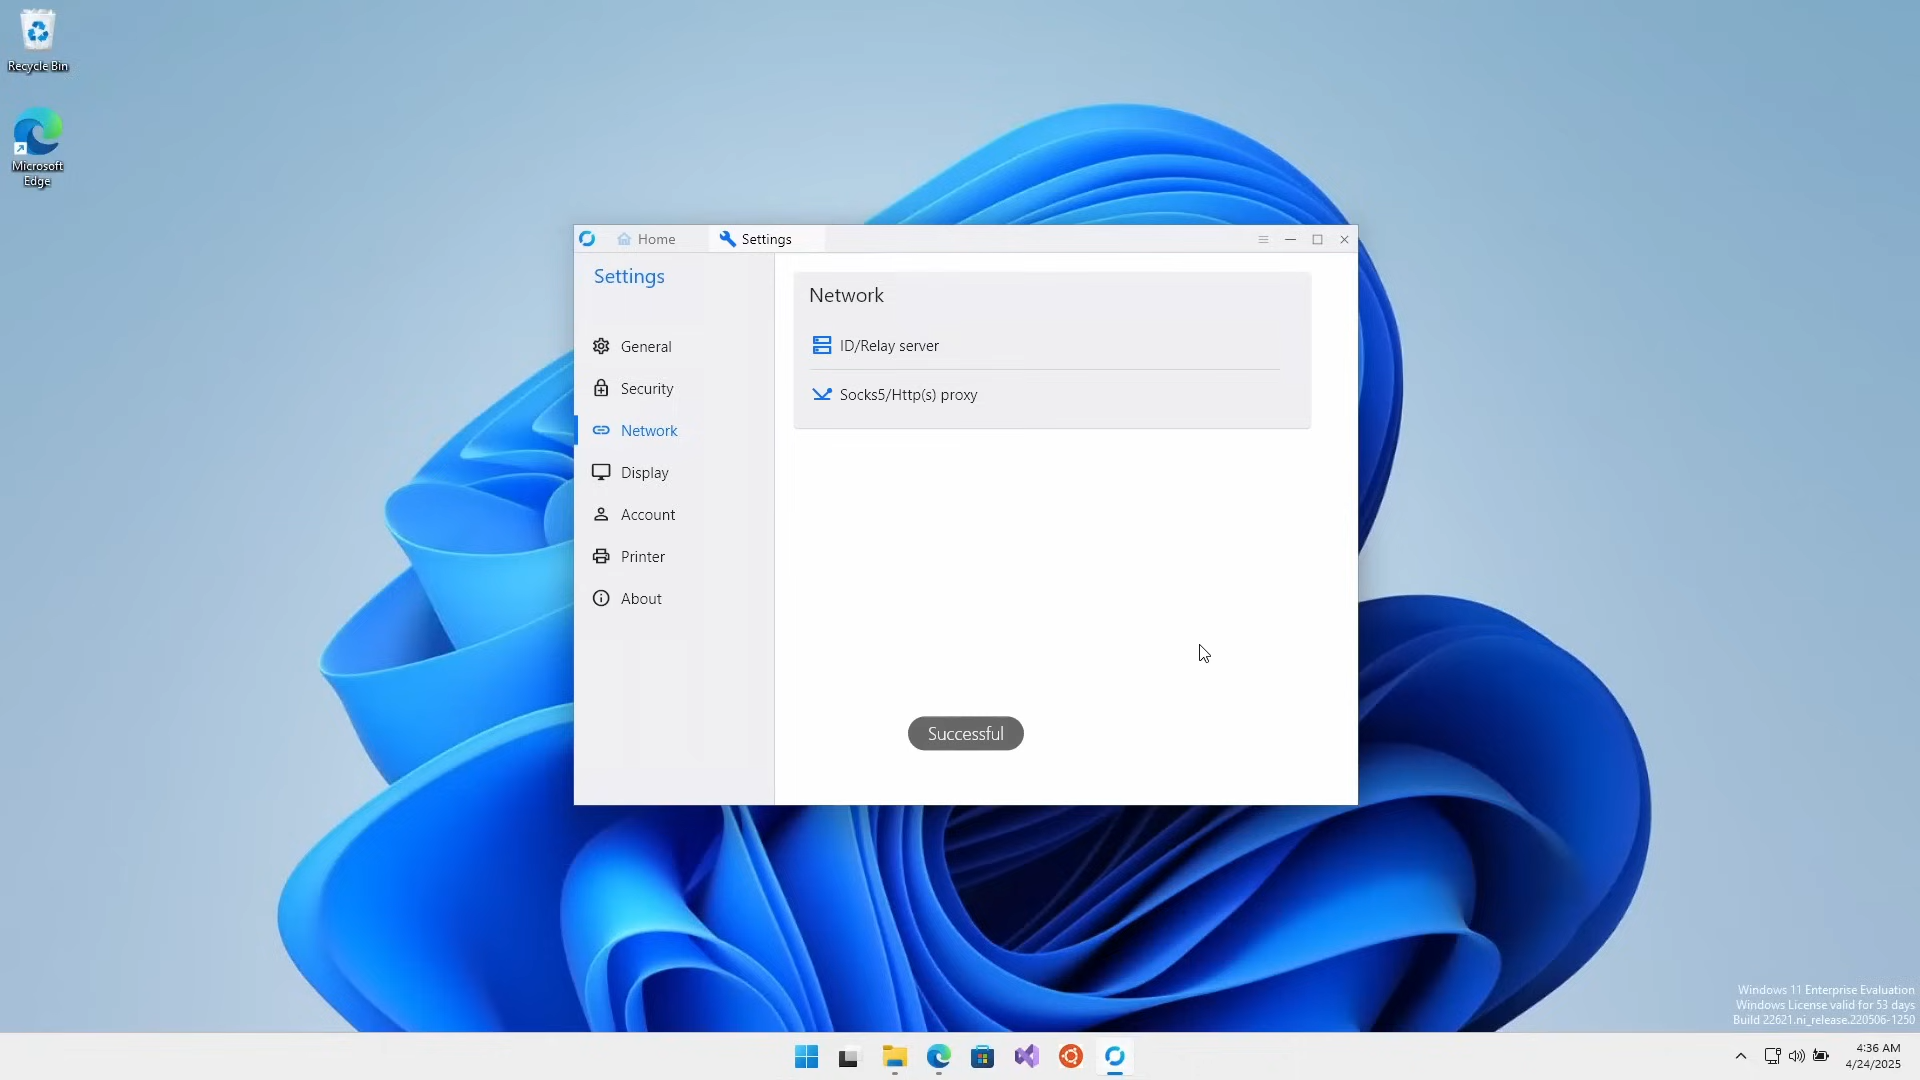 Recycle Bin
Microsoft
Edge
Home
Settings
Settings
General
Security
Network
Display
Account
Printer
About
Network
ID/Relay server
Socks5/Http(s) proxy
Successful
Windows 11 Enterprise Evaluation
Windows License valid for 53 days
Build 22621.ni_release.220506-1250
4:36 AM
4/24/2025